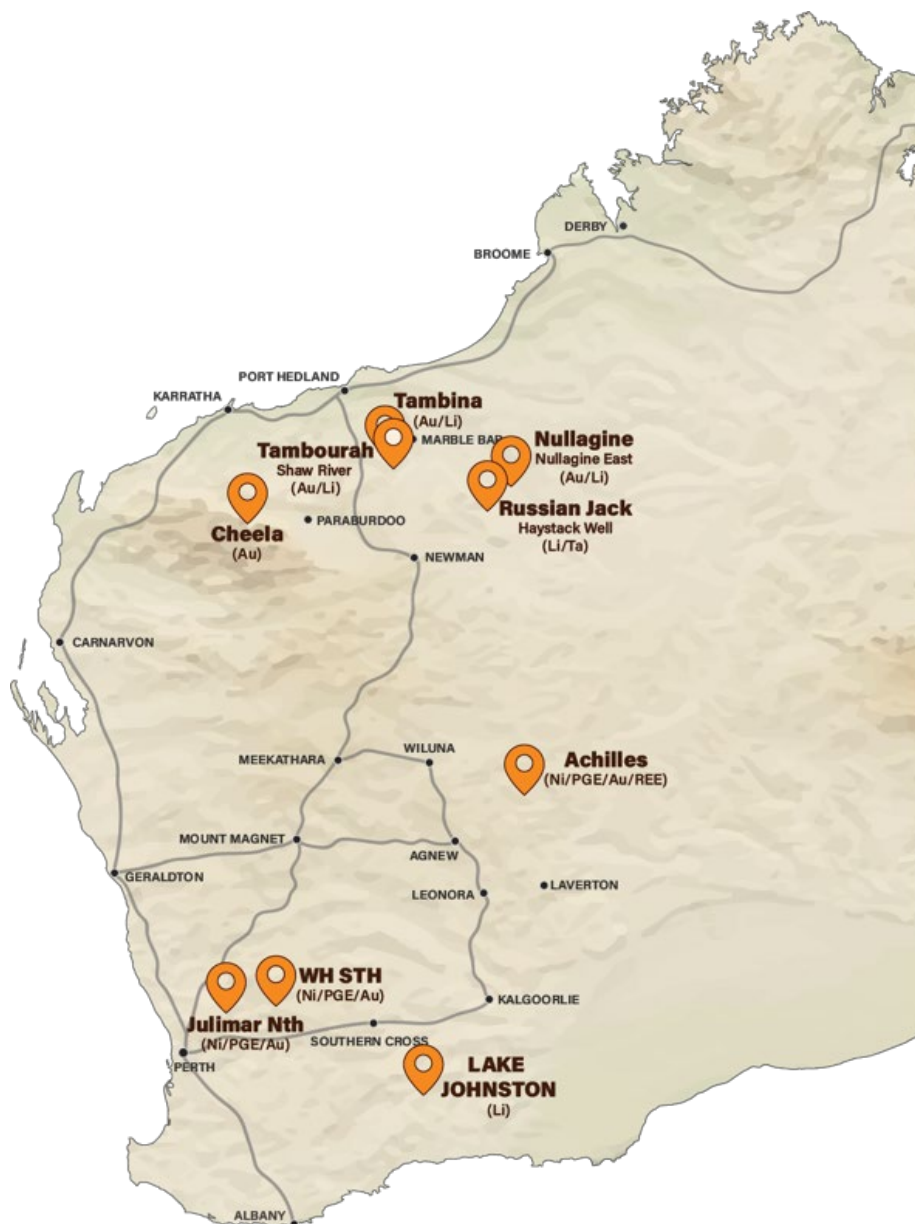 DERBY
BROOME
PORT HEDLAND
KARRATHA
Tambina
(Au/Li)
MARBLE BAR
Tambourah
Shaw River
(Au/Li)
Nullagine
Nullagine East
(Au/Li)
Russian Jack
Haystack Well
(Li/Ta)
Cheela
(Au)
PARABURDOO
NEWMAN
CARNARVON
MEEKATHARA
WILUNA
Achilles
(Ni/PGE/Au/REE)
MOUNT MAGNET
AGNEW
GERALDTON
LEONORA
LAVERTON
WH STH
(Ni/PGE/Au)
KALGOORLIE
Julimar Nth
(Ni/PGE/Au)
SOUTHERN CROSS
PERTH
LAKE
JOHNSTON
(Li)
ALBANY